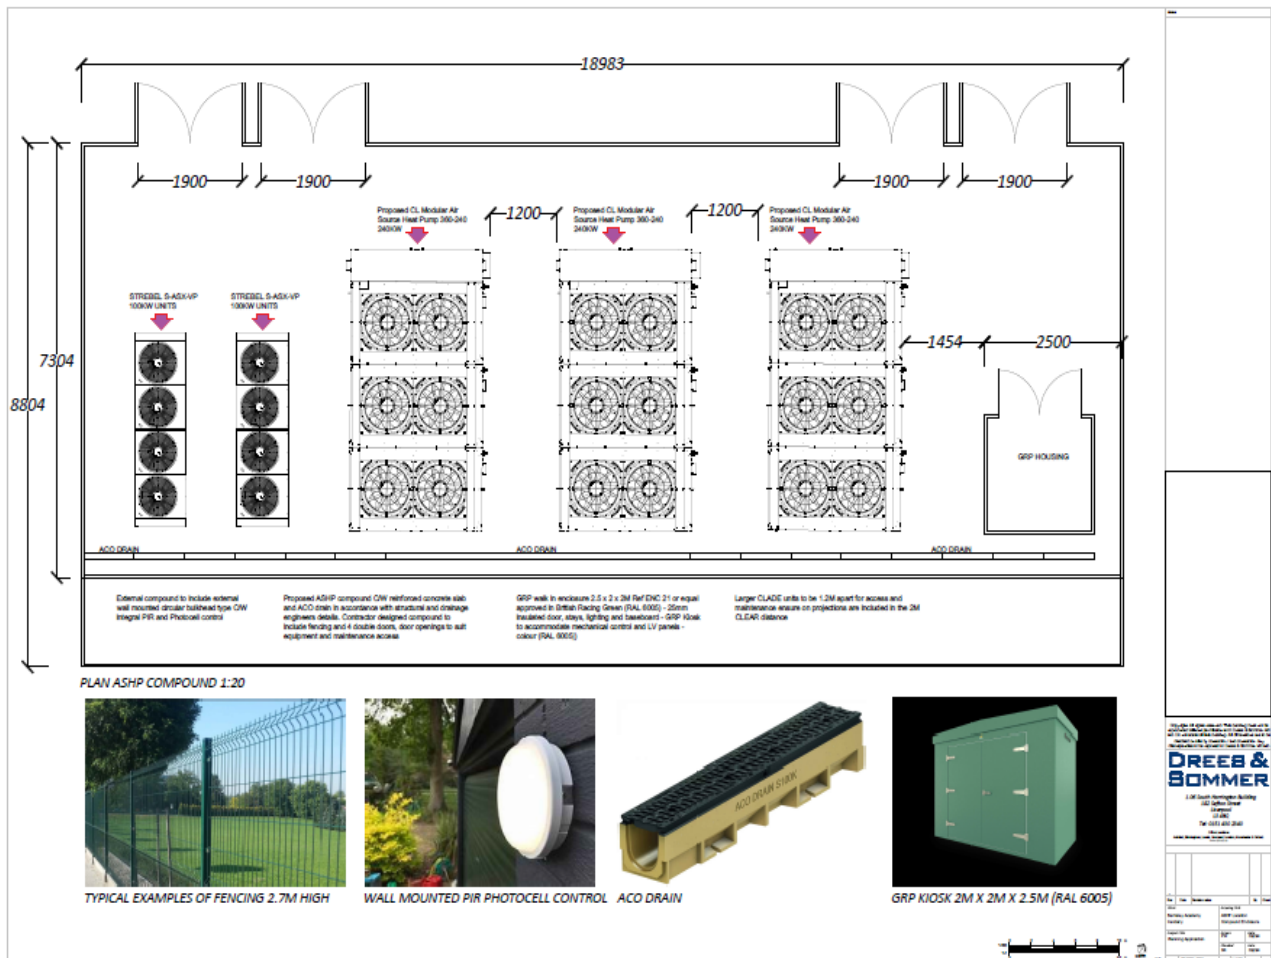 18983
1900
1900
1900
1900
Proposed CL Modular Air
Source Heat Pump 360-240
240KW
1200
Proposed CL Modular Air
Source Heat Pump 360-240
240KW
1200
Proposed CL Modular Air
Source Heat Pump 360-240
240KW
STREBEL S-ASX-VP
100KW UNITS
STREBEL S-ASX-VP
100KW UNITS
1454
2500
7304
8804
GRP HOUSING
ACO DRAIN
ACO DRAIN
ACO DRAIN
External compound to include external
wall mounted circular bulkhead type C/W
Integral PIR and Photocell control
Proposed ASHP compound C/W reinforced concrete slab
and ACO drain in accordance with structural and drainage
engineers details. Contractor designed compound to
include fencing and 4 double doors, door openings to suit
equipment and maintenance access
GRP walk in enclosure 2.5 x 2 x 2M Ref ENC 21 or equal
approved in British Racing Green (RAL 6005) - 25mm
insulated door, stays, lighting and baseboard - GRP Kiosk
to accommodate mechanical control and LV panels -
colour (RAL 6005))
Larger CLADE units to be 1.2M apart for access and
maintenance ensure on projections are included in the 2M
CLEAR distance
PLAN ASHP COMPOUND 1:20
ACO DRAIN S100K
TYPICAL EXAMPLES OF FENCING 2.7M HIGH
WALL MOUNTED PIR PHOTOCELL CONTROL
ACO DRAIN
GRP KIOSK 2M X 2M X 2.5M (RAL 6005)
DREES &
SOMMER